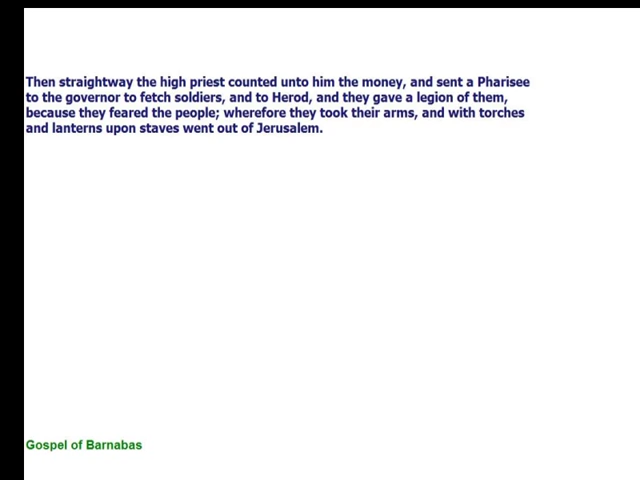 Then straightway the high priest counted unto him the money, and sent a Pharisee
to the governor to fetch soldiers, and to Herod, and they gave a legion of them,
because they feared the people; wherefore they took their arms, and with torches
and lanterns upon staves went out of Jerusalem.
Gospel of Barnabas